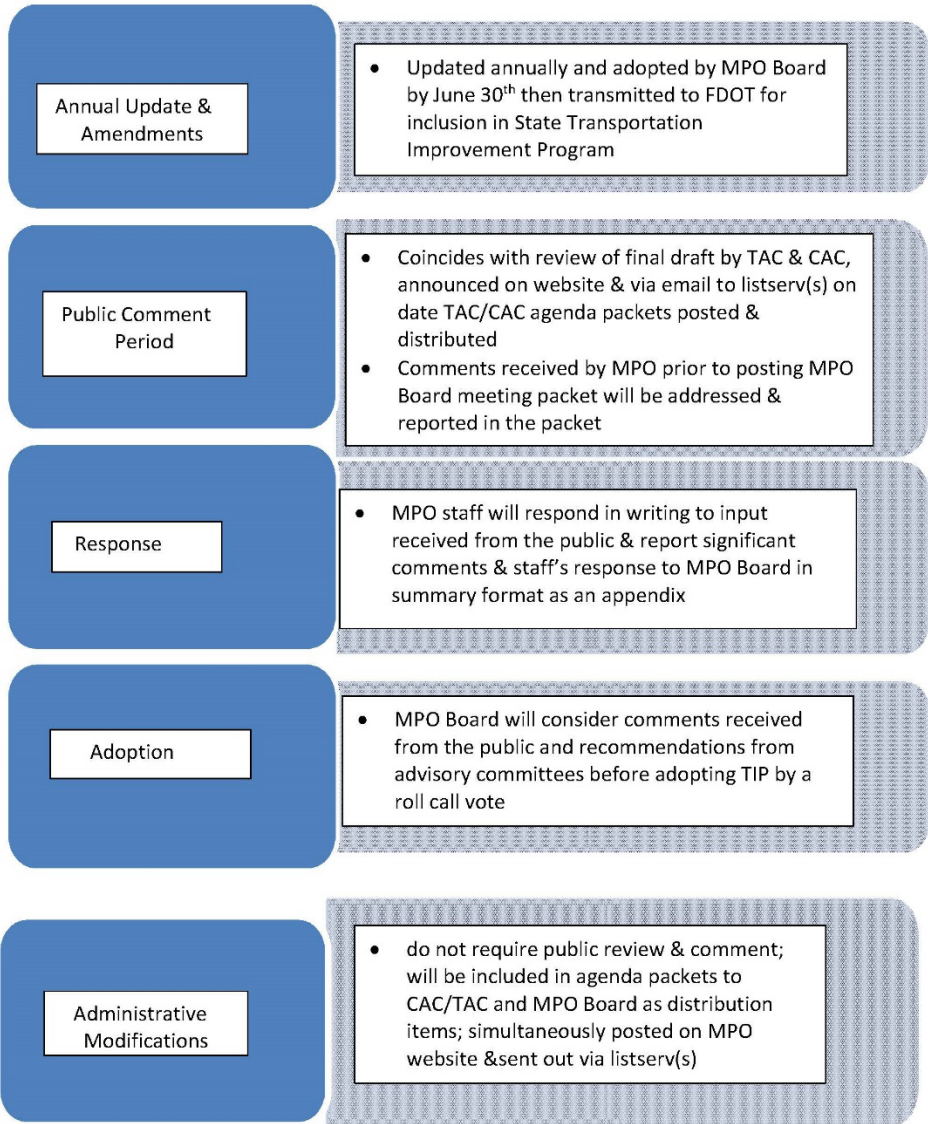 Annual Update &
Amendments
• Updated annually and adopted by MPO Board
by June 30th then transmitted to FDOT for
inclusion in State Transportation
Improvement Program
Public Comment
Period
• Coincides with review of final draft by TAC & CAC,
announced on website & via email to listserv(s) on
date TAC/CAC agenda packets posted &
distributed
• Comments received by MPO prior to posting MPO
Board meeting packet will be addressed &
reported in the packet
Response
• MPO staff will respond in writing to input
received from the public & report significant
comments & staff's response to MPO Board in
summary format as an appendix
Adoption
• MPO Board will consider comments received
from the public and recommendations from
advisory committees before adopting TIP by a
roll call vote
Administrative
Modifications
• do not require public review & comment;
will be included in agenda packets to
CAC/TAC and MPO Board as distribution
items; simultaneously posted on MPO
website &sent out via listserv(s)